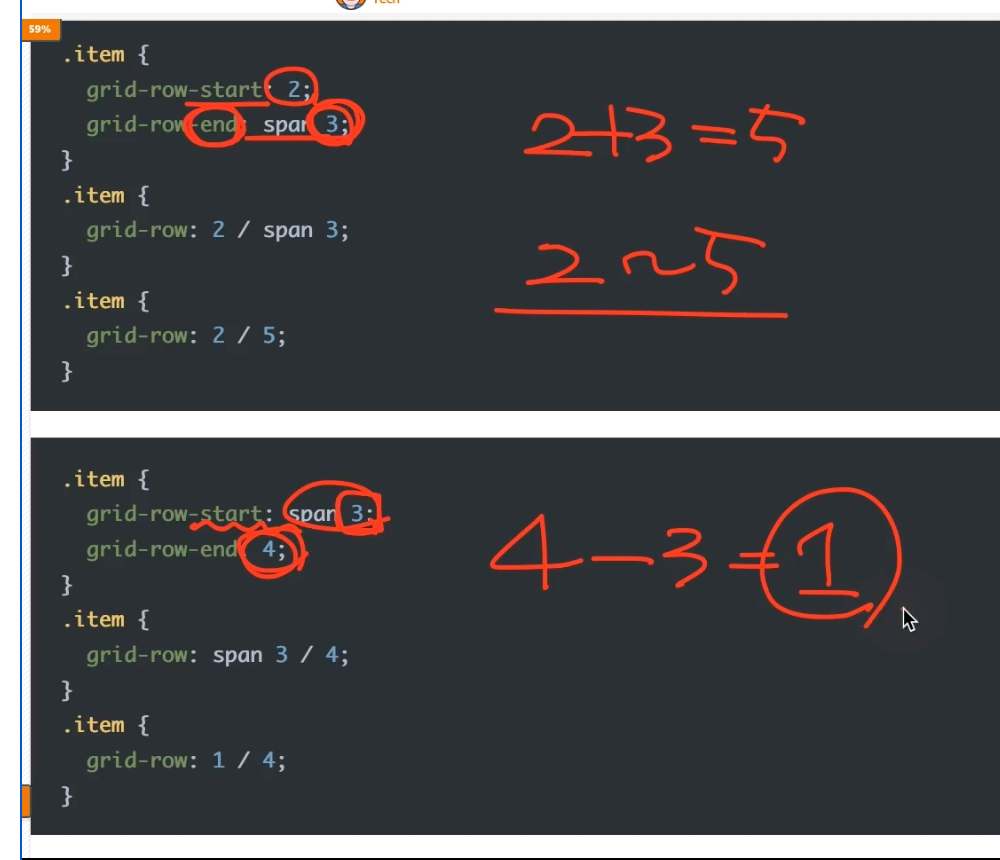 Tech
59%
.item {
grid-row-start: 2;
grid-row-end: span 3;
}
.item {
grid-row: 2 / span 3;
}
.item {
grid-row: 2 / 5;
}
2+3=5
2~5
.item {
grid-row-start: span 3;
grid-row-end: 4;
}
.item {
grid-row: span 3 / 4;
}
.item {
grid-row: 1 / 4;
}
4-3=1